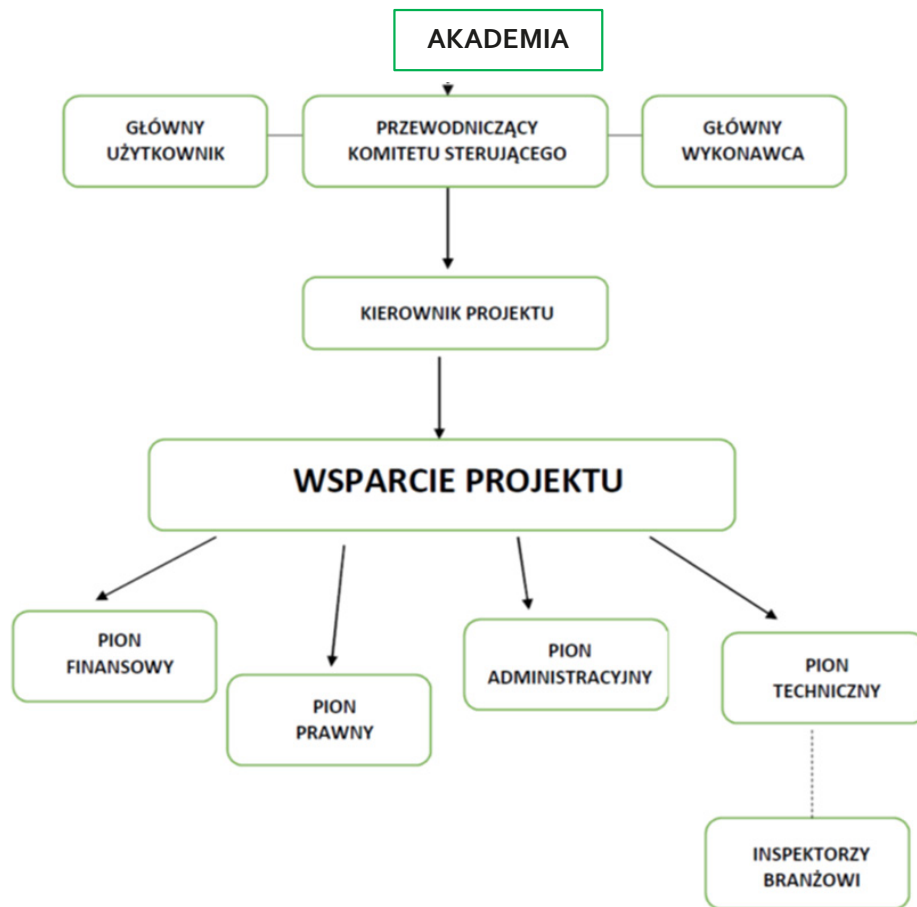 AKADEMIA
GŁÓWNY
UŻYTKOWNIK
PRZEWODNICZĄCY
KOMITETU STERUJĄCEGO
GŁÓWNY
WYKONAWCA
KIEROWNIK PROJEKTU
WSPARCIE PROJEKTU
PION
FINANSOWY
PION
PRAWNY
PION
ADMINISTRACYJNY
PION
TECHNICZNY
INSPEKTORZY
BRANŻOWI